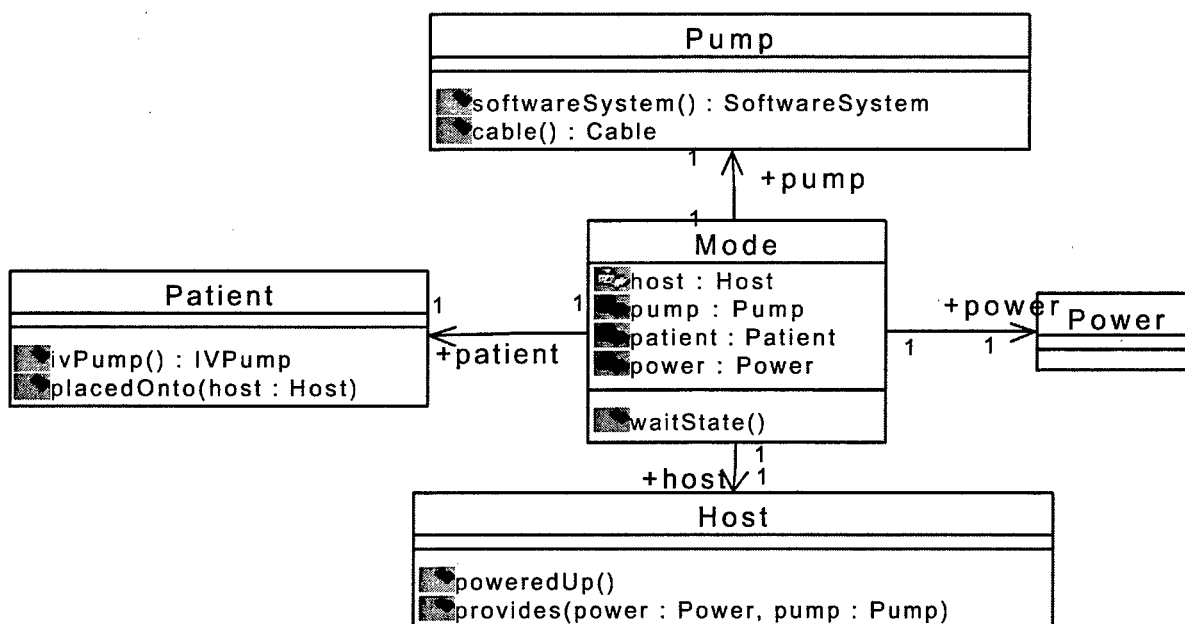 Pump
softwareSystem() : SoftwareSystem
cable() : Cable
1
+pump
1
Mode
host : Host
pump : Pump
patient : Patient
power : Power
waitState()
Patient
ivPump() : IVPump
placedOnto(host : Host)
1
1
+patient
+power
1
1
Power
1
+host
1
Host
poweredUp()
provides(power : Power, pump : Pump)